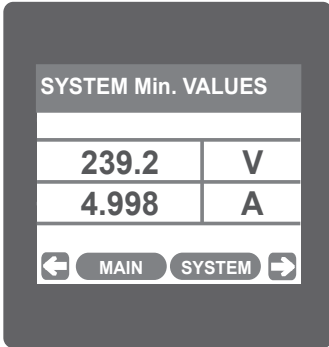 SYSTEM Min. VALUES
239.2 V
4.998 A
MAIN SYSTEM